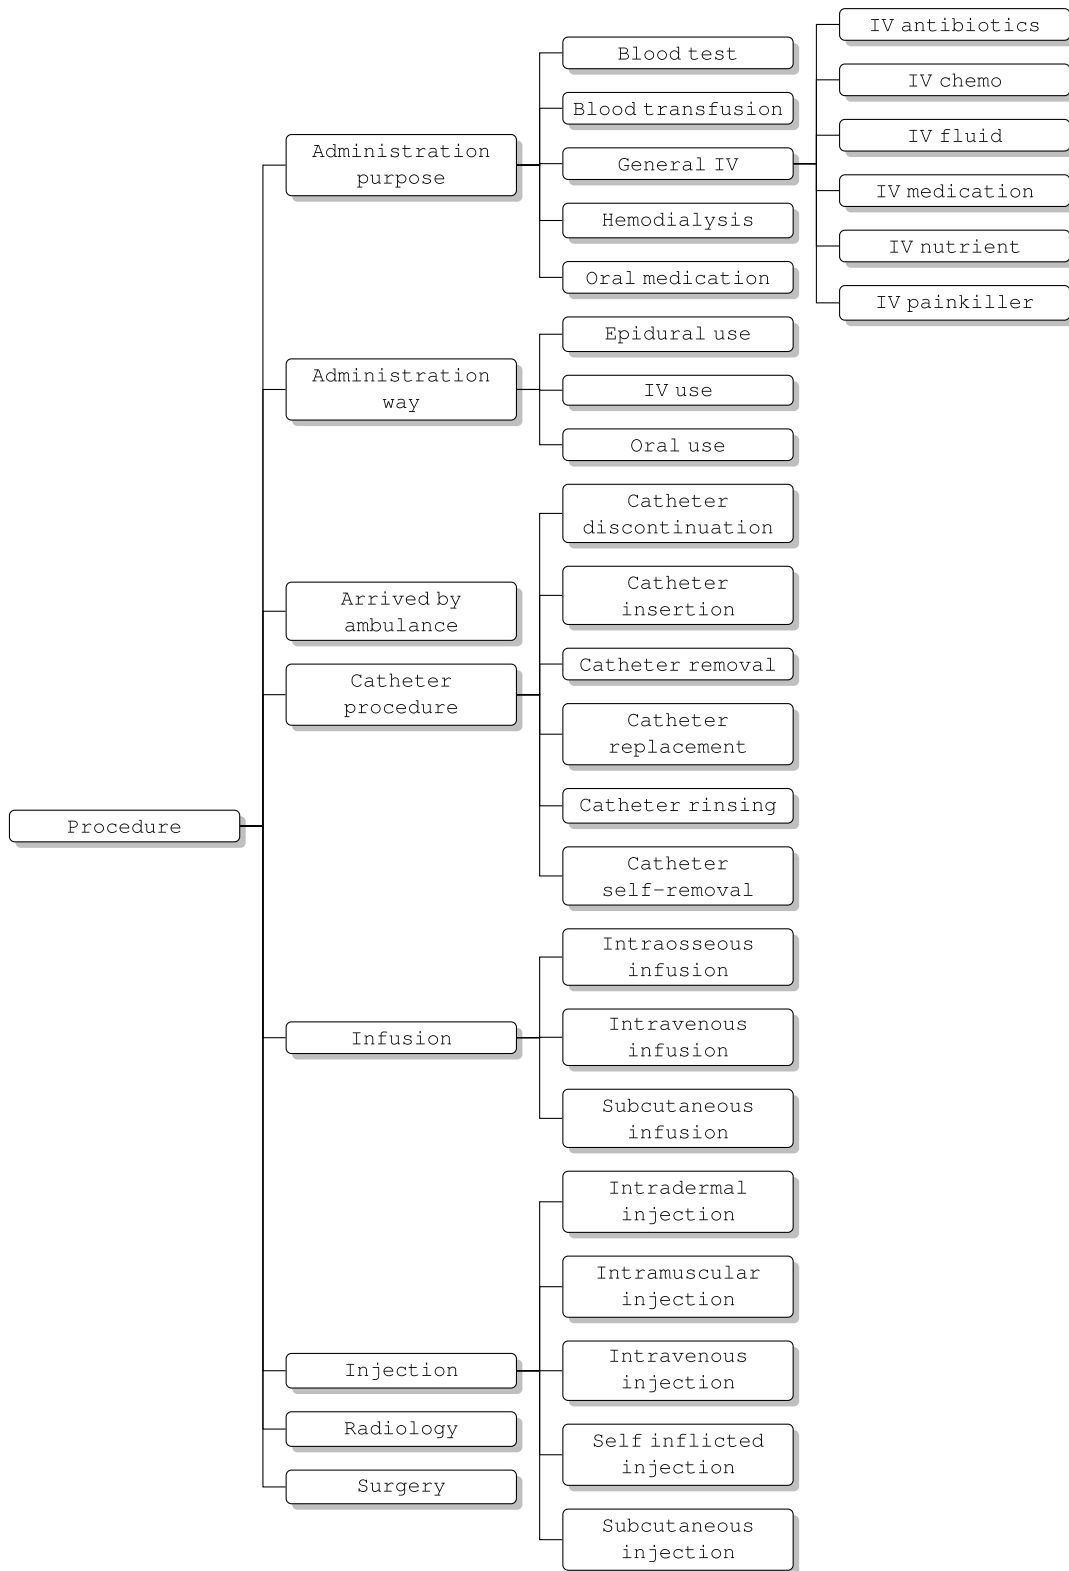 Procedure
Administration
purpose
Blood test
Blood transfusion
General IV
IV antibiotics
IV chemo
IV fluid
IV medication
IV nutrient
IV painkiller
Hemodialysis
Oral medication
Administration
way
Epidural use
IV use
Oral use
Arrived by
ambulance
Catheter
procedure
Catheter
discontinuation
Catheter
insertion
Catheter removal
Catheter
replacement
Catheter rinsing
Catheter
self-removal
Infusion
Intraosseous
infusion
Intravenous
infusion
Subcutaneous
infusion
Injection
Intradermal
injection
Intramuscular
injection
Intravenous
injection
Self inflicted
injection
Subcutaneous
injection
Radiology
Surgery